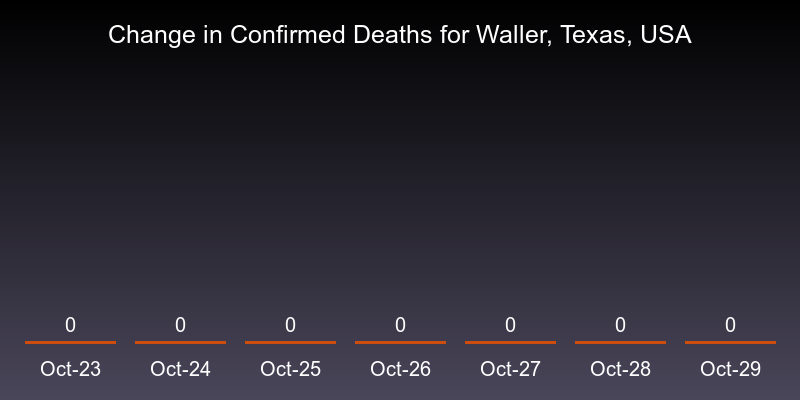 Change in Confirmed Deaths for Waller, Texas, USA
0 0 0 0 0 0 0
Oct-23 Oct-24 Oct-25 Oct-26 Oct-27 Oct-28 Oct-29